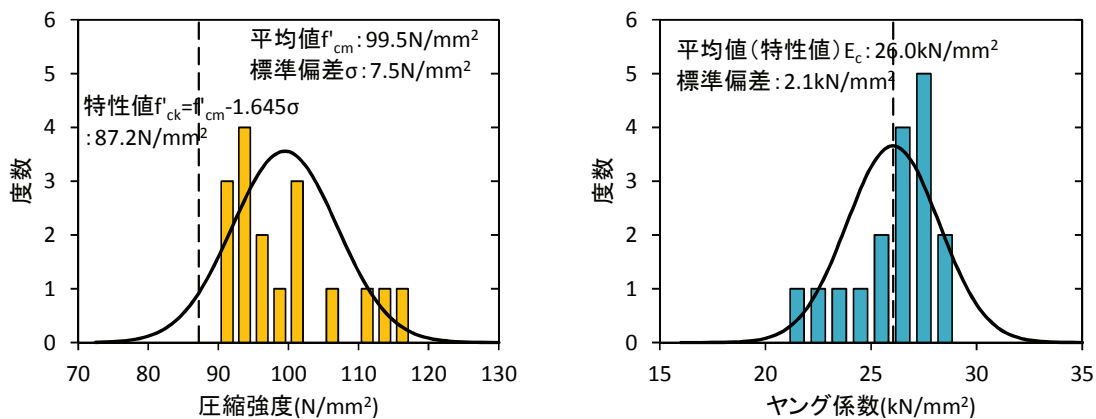 6
5
4
3
2
1
0
度数
平均値f'cm：99.5N/mm²
標準偏差σ：7.5N/mm²
特性値f'ck=f'cm-1.645σ
：87.2N/mm²
70 80 90 100 110 120 130
圧縮強度(N/mm²)
6
5
4
3
2
1
0
度数
平均値（特性値）Ec：26.0kN/mm²
標準偏差：2.1kN/mm²
15 20 25 30 35
ヤング係数(kN/mm²)